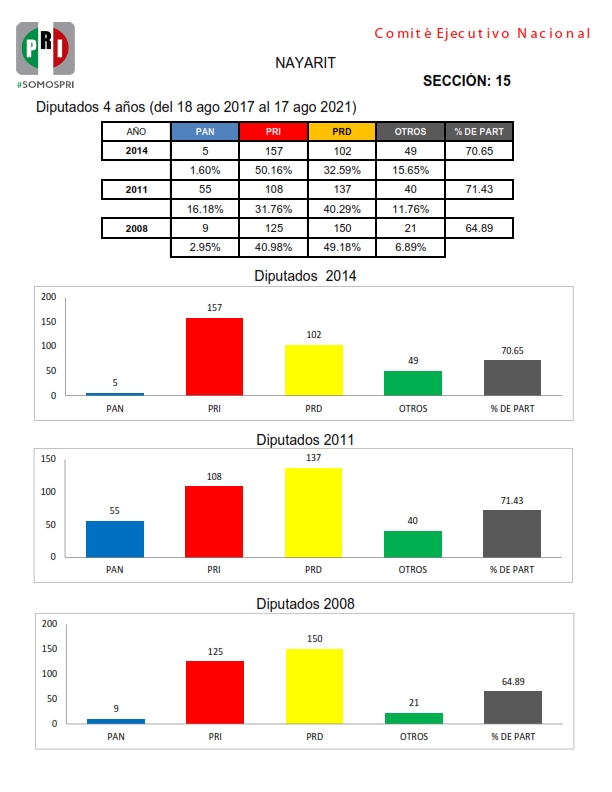 Comité Ejecutivo Nacional
PRI
#SOMOSPRI
NAYARIT
SECCIÓN: 15
Diputados 4 años (del 18 ago 2017 al 17 ago 2021)
AÑO PAN PRI PRD OTROS % DE PART
2014 5 157 102 49 70.65
1.60% 50.16% 32.59% 15.65%
2011 55 108 137 40 71.43
16.18% 31.76% 40.29% 11.76%
2008 9 125 150 21 64.89
2.95% 40.98% 49.18% 6.89%
Diputados 2014
200
150
100
50
0
5 157 102 49 70.65
PAN PRI PRD OTROS % DE PART
Diputados 2011
150
100
50
0
55 108 137 40 71.43
PAN PRI PRD OTROS % DE PART
Diputados 2008
200
150
100
50
0
9 125 150 21 64.89
PAN PRI PRD OTROS % DE PART